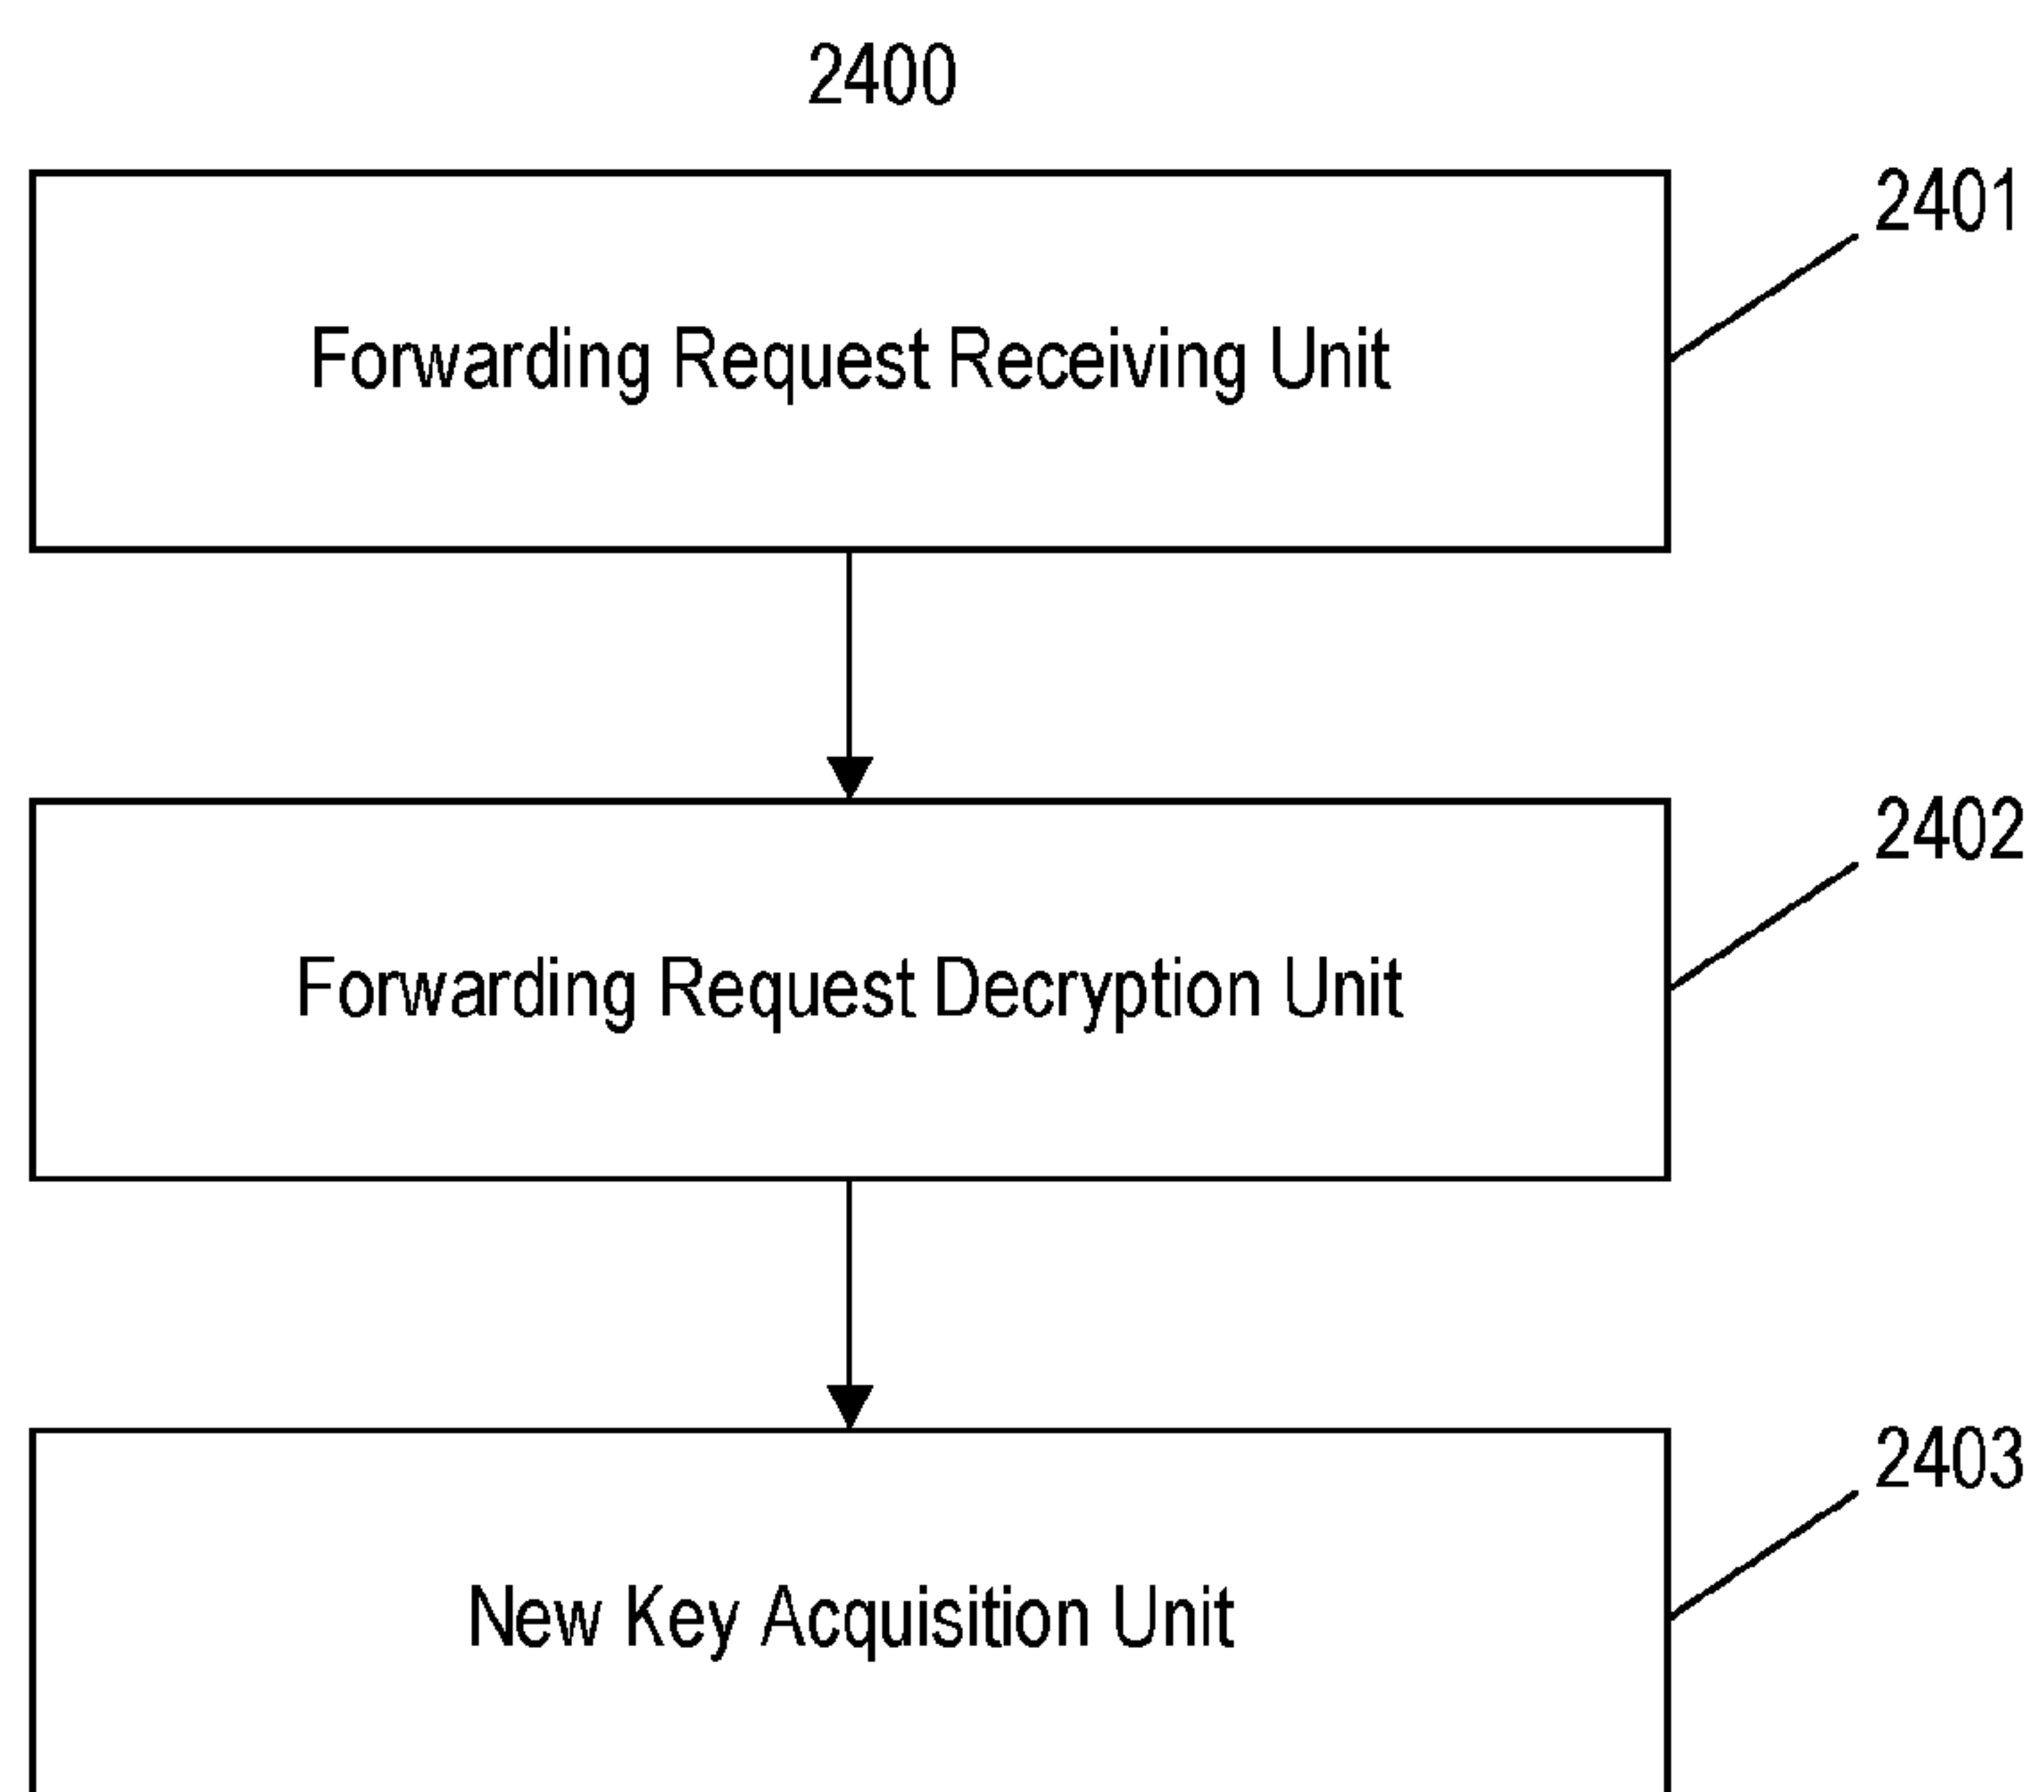 2400
2401
Forwarding Request Receiving Unit
2402
Forwarding Request Decryption Unit
2403
New Key Acquisition Unit